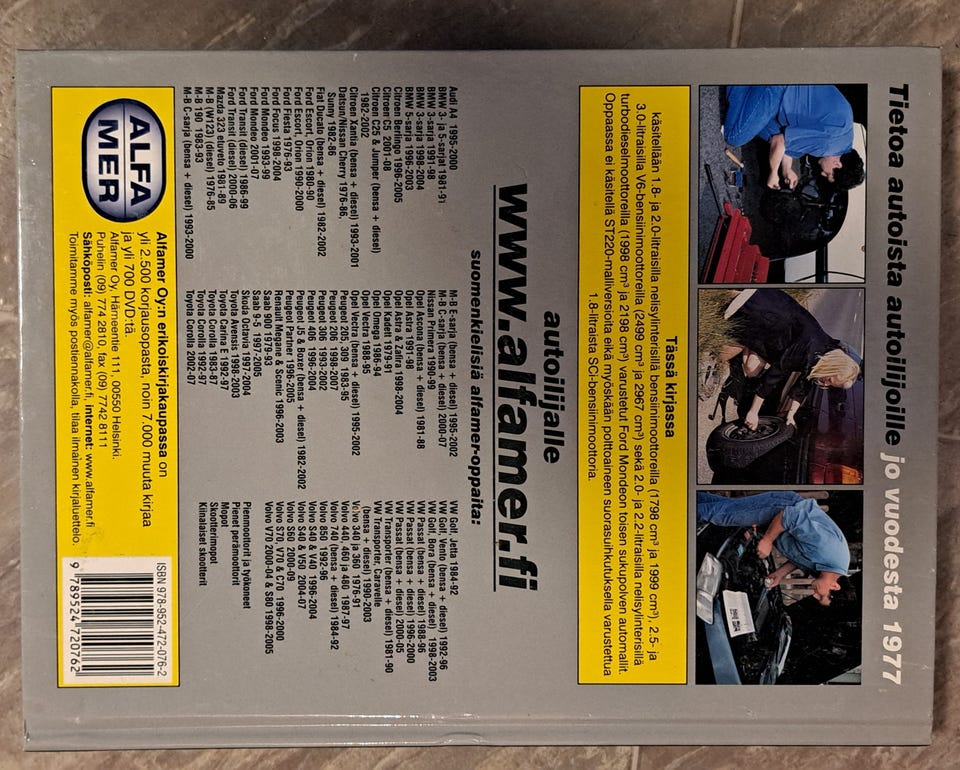 Tietoa autoista autoilijoille jo vuodesta 1977
Tässä kirjassa
käsitellään 1.8- ja 2.0-litraisilla nelisylinterisillä bensiinimoottoreilla (1798 cm³ ja 1999 cm³), 2.5- ja
3.0-litraisilla V6-bensiinimoottoreilla (2499 cm³ ja 2967 cm³) sekä 2.0- ja 2.2-litraisilla nelisylinterisillä
turbodieselmoottoreilla (1998 cm³ ja 2198 cm³) varustetut Ford Mondeon toisen sukupolven automallit.
Oppaassa ei käsitellä ST220-malliversioita eikä myöskään polttoaineen suorasuihkutuksella varustettua
1.8-litraista SCi-bensiinimoottoria.
autoilijalle
www.alfamer.fi
suomenkielisiä alfamer-oppaita:
Audi A4 1995-2000
BMW 3- ja 5-sarjat 1981-91
BMW 3-sarja 1991-98
BMW 3-sarja 1998-2004
BMW 5-sarja 1996-2003
Citroen Berlingo 1996-2005
Citroen C5 2001-08
Citroen C25 & Jumper (bensa + diesel)
1982-2002
Citroen Xantia (bensa + diesel) 1993-2001
Datsun/Nissan Cherry 1976-86,
Sunny 1982-86
Fiat Ducato (bensa + diesel) 1982-2002
Ford Escort, Orion 1980-90
Ford Escort, Orion 1990-2000
Ford Fiesta 1976-93
Ford Focus 1998-2004
Ford Mondeo 1993-99
Ford Mondeo 2001-07
Ford Transit (diesel) 1986-99
Ford Transit (diesel) 2000-06
Mazda 323 etuveto 1981-89
M-B (W123) (diesel) 1976-85
M-B 190 1983-93
M-B C-sarja (bensa + diesel) 1993-2000
M-B E-sarja (bensa + diesel) 1995-2002
M-B C-sarja (bensa + diesel) 2000-07
Nissan Primera 1990-99
Opel Ascona (bensa + diesel) 1981-88
Opel Astra 1991-98
Opel Astra & Zafira 1998-2004
Opel Kadett 1979-91
Opel Omega 1986-94
Opel Vectra 1988-95
Opel Vectra (bensa + diesel) 1995-2002
Peugeot 205, 309 1983-95
Peugeot 206 1998-2007
Peugeot 306 1993-2002
Peugeot 406 1996-2004
Peugeot J5 & Boxer (bensa + diesel) 1982-2002
Peugeot Partner 1996-2005
Renault Megane & Scenic 1996-2003
Saab 900 1979-93
Saab 9-5 1997-2005
Skoda Octavia 1997-2004
Toyota Avensis 1998-2003
Toyota Carina E 1992-97
Toyota Corolla 1983-87
Toyota Corolla 1992-97
Toyota Corolla 2002-07
VW Golf, Jetta 1984-92
VW Golf, Vento (bensa + diesel) 1992-96
VW Golf, Bora (bensa + diesel) 1998-2003
VW Passat (bensa + diesel) 1988-96
VW Passat (bensa + diesel) 1996-2000
VW Passat (bensa + diesel) 2000-05
VW Transporter (bensa + diesel) 1981-90
VW Transporter, Caravelle
(bensa + diesel) 1990-2003
Volvo 340 ja 360 1976-91
Volvo 440, 460 ja 480 1987-97
Volvo 740 (bensa + diesel) 1984-92
Volvo 850 1992-96
Volvo S40 & V40 1996-2004
Volvo S40 & V50 2004-07
Volvo S60 2000-09
Volvo S70, V70 & C70 1996-2000
Volvo V70 2000-04 & S80 1998-2005
Pienmoottorit ja työkoneet
Pienet perämoottorit
Mopot
Skootterimopot
Kiinalaiset skootterit
ALFA
MER
Alfamer Oy:n erikoiskirjakaupassa on
yli 2.500 korjausopasta, noin 7.000 muuta kirjaa
ja yli 700 DVD:tä.
Alfamer Oy, Hämeentie 111, 00550 Helsinki.
Puhelin (09) 774 2810, fax (09) 7742 8111
Sähköposti: alfamer@alfamer.fi, internet: www.alfamer.fi
Toimitamme myös postiennakolla, tilaa ilmainen kirjaluettelo.
ISBN 978-952-472-076-2
9 789524 720762